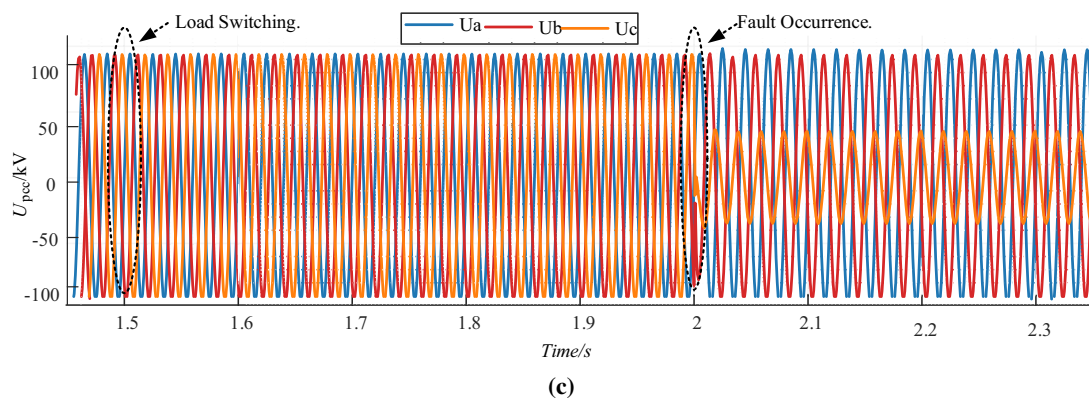 Load Switching.
Ua Ub Uc
Fault Occurrence.
100
50
0
-50
-100
Upcc/kV
1.5 1.6 1.7 1.8 1.9 2 2.1 2.2 2.3
Time/s
(c)